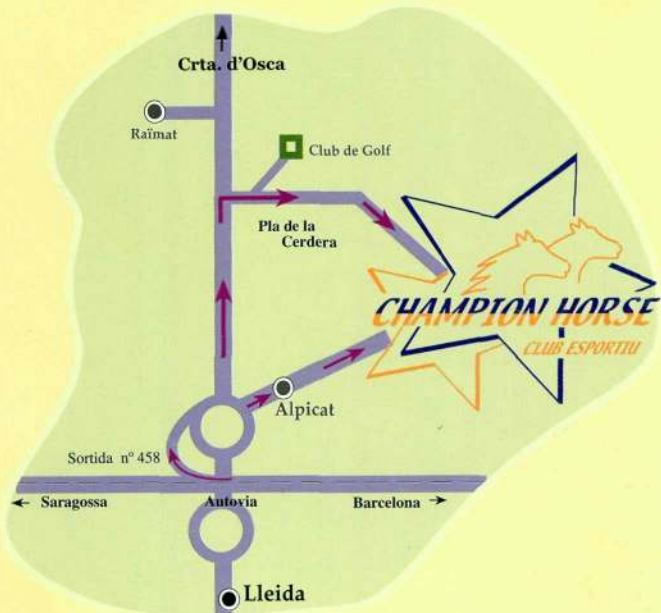 Crta. d'Osca
Raïmat
Club de Golf
Pla de la
Cerdera
CHAMPION HORSE
CLUB ESPORTIU
Alpicat
Sortida nº 458
Saragossa
Autovia
Barcelona
Lleida